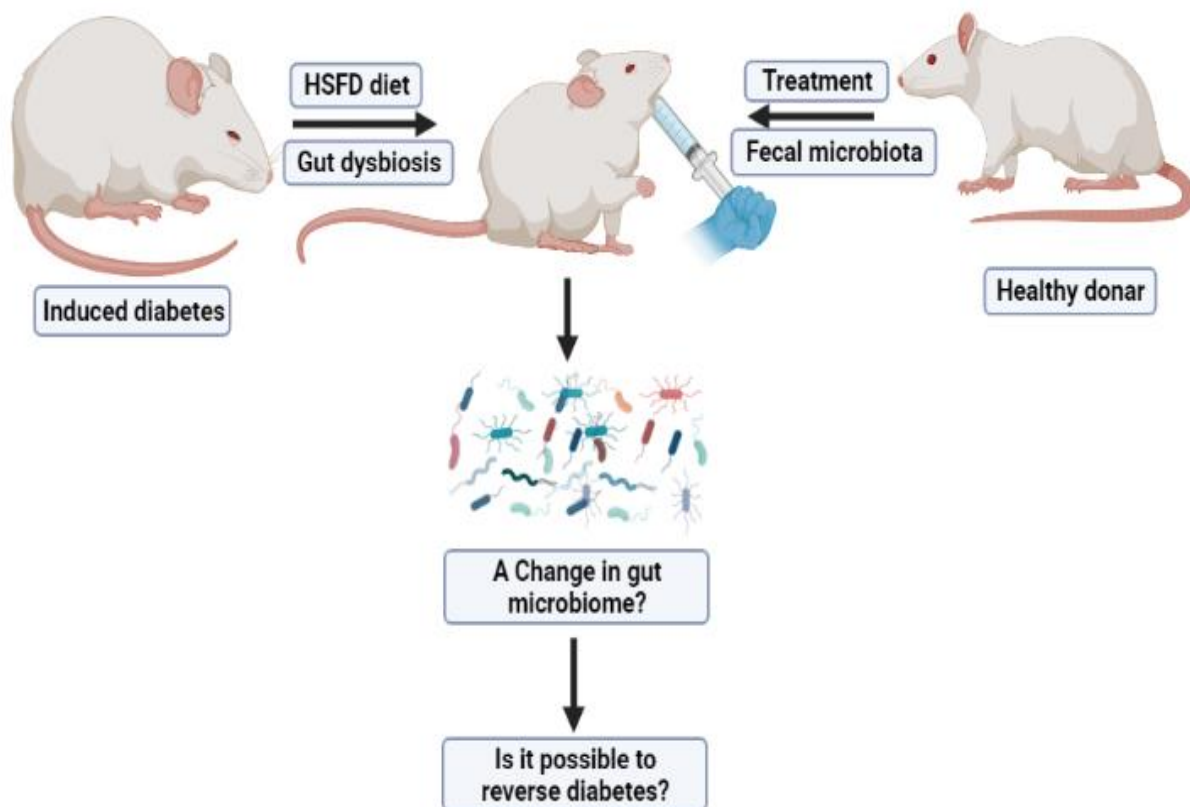 HSFD diet
Gut dysbiosis
Treatment
Fecal microbiota
Induced diabetes
Healthy donar
A Change in gut
microbiome?
Is it possible to
reverse diabetes?